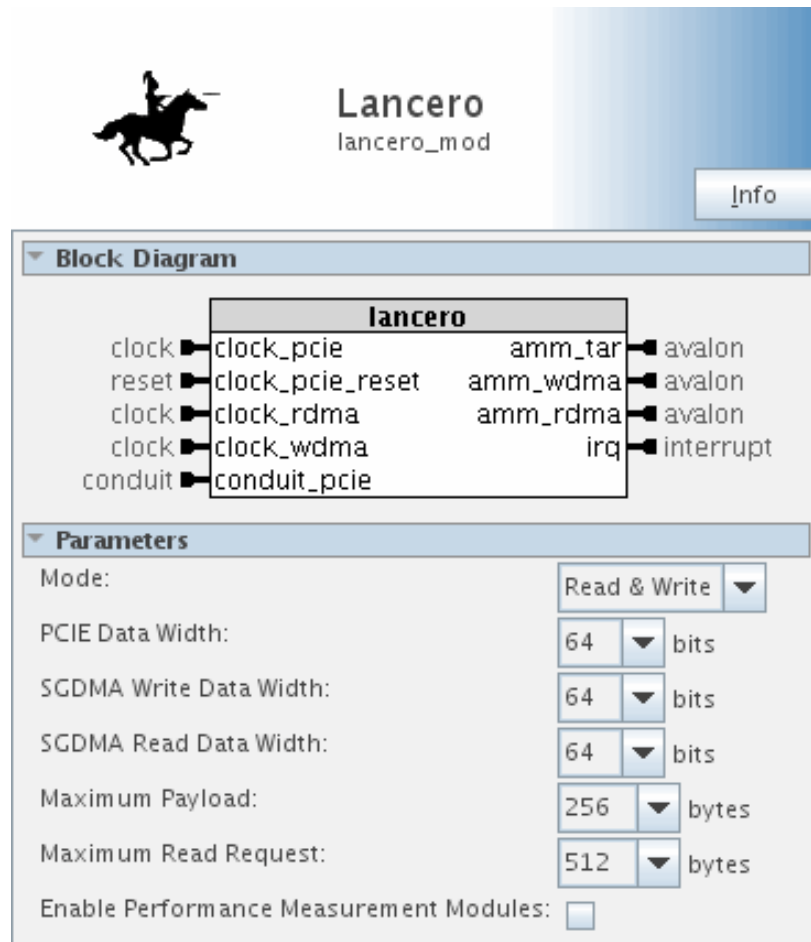 Lancero
lancero_mod
Info
Block Diagram
lancero
clock clock_pcie amm_tar avalon
reset clock_pcie_reset amm_wdma avalon
clock clock_rdma amm_rdma avalon
clock clock_wdma irq interrupt
conduit conduit_pcie
Parameters
Mode: Read & Write
PCIE Data Width: 64 bits
SGDMA Write Data Width: 64 bits
SGDMA Read Data Width: 64 bits
Maximum Payload: 256 bytes
Maximum Read Request: 512 bytes
Enable Performance Measurement Modules: